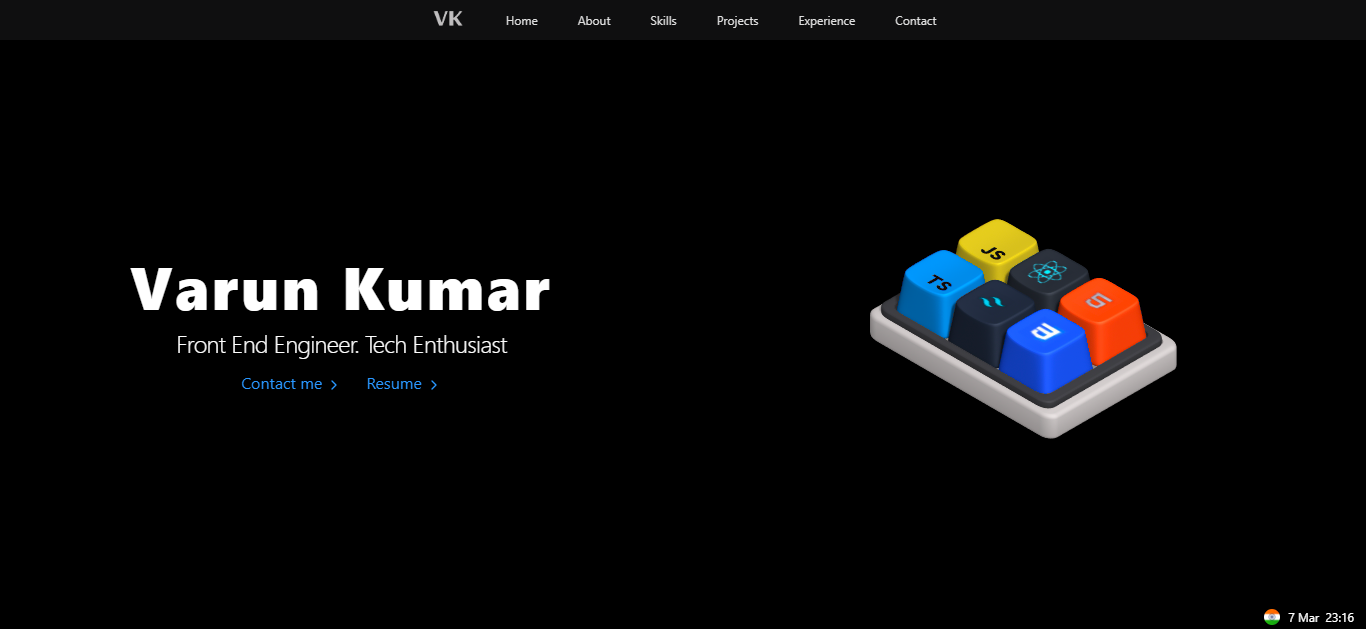 VK Home About Skills Projects Experience Contact
JS
TS
5
3
Varun Kumar
Front End Engineer. Tech Enthusiast
Contact me Resume
7 Mar 23:16